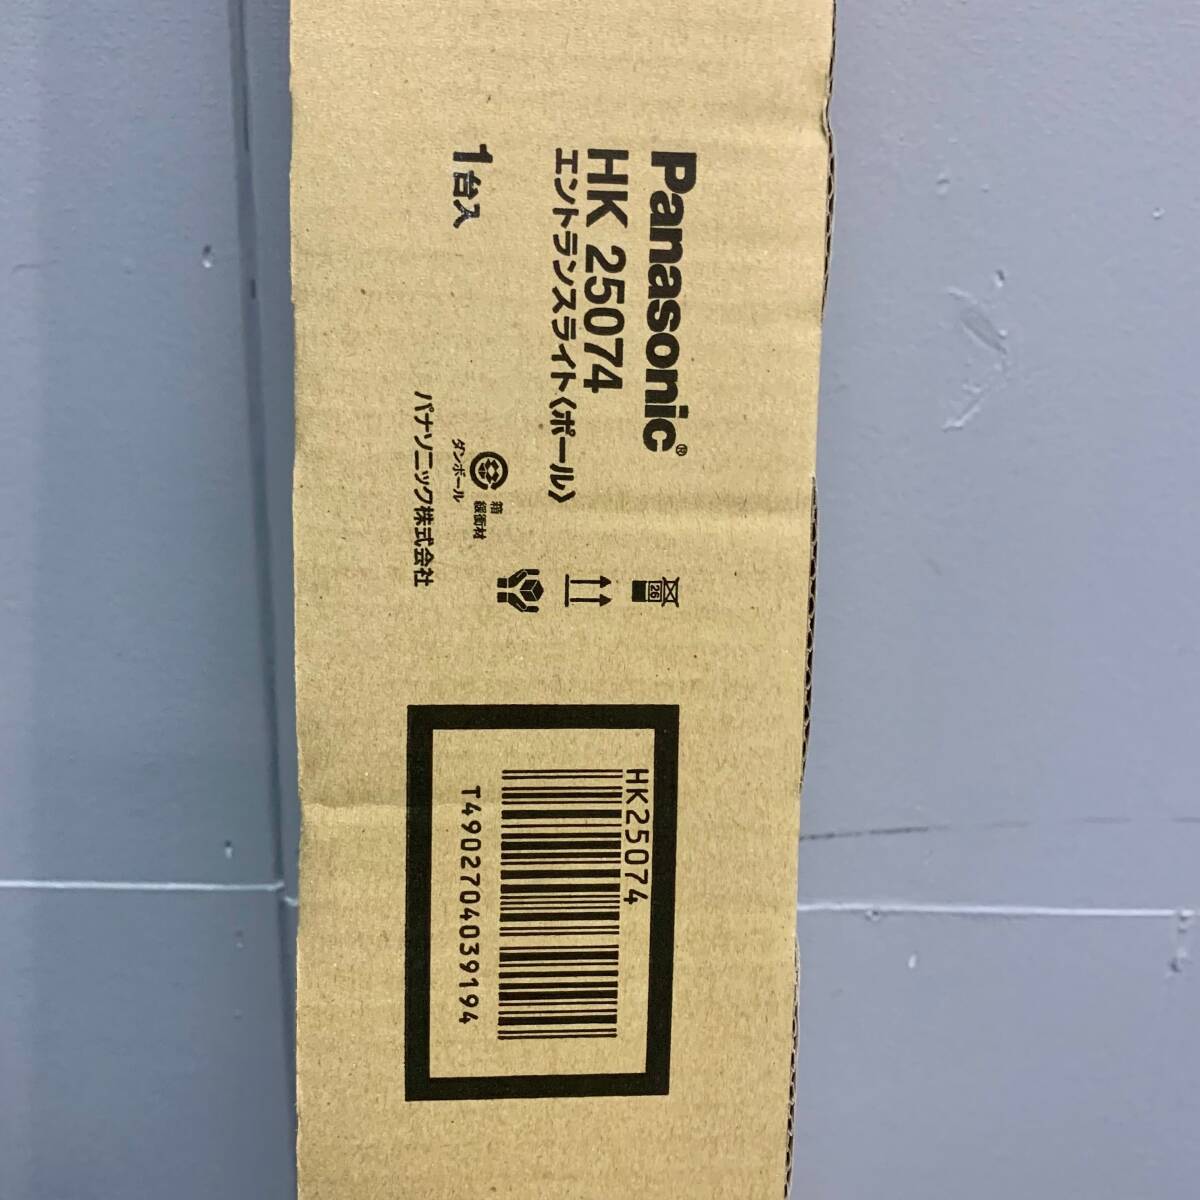 Panasonic®
HK 25074
エントランスライト〈ポール〉
1台入
箱
緩衝材
ダンボール
パナソニック株式会社
26
HK25074
T4902704039194